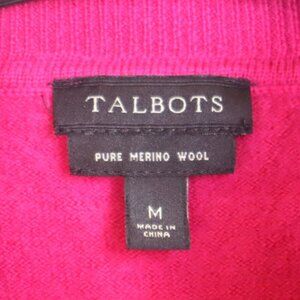 TALBOTS
PURE MERINO WOOL
M
MADE IN
CHINA